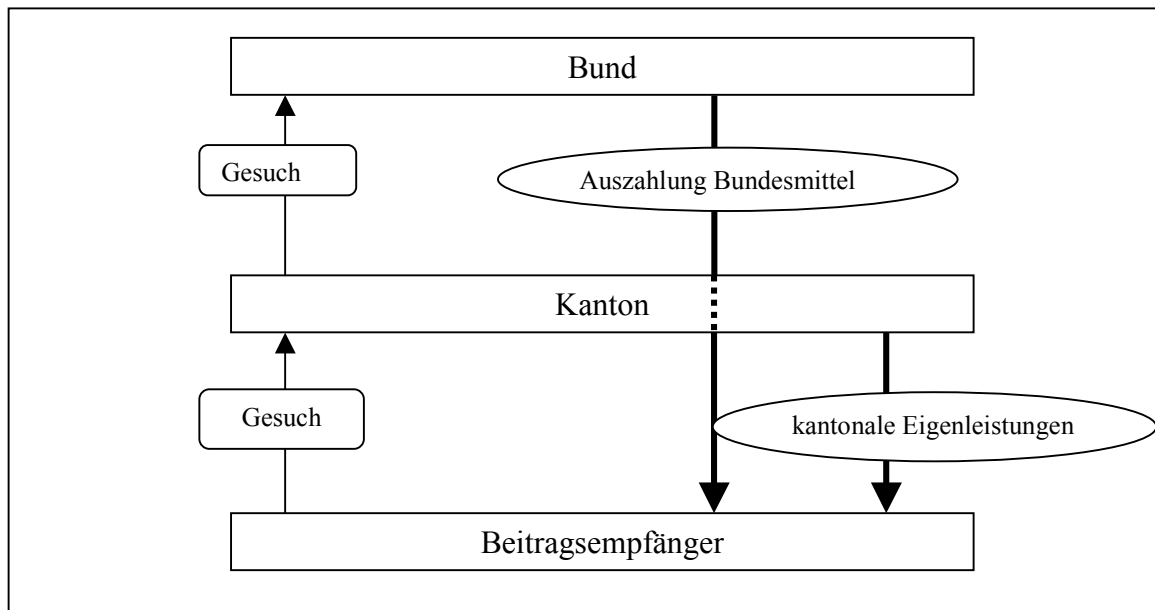 Bund
Gesuch
Auszahlung Bundesmittel
Kanton
Gesuch
kantonale Eigenleistungen
Beitragsempfänger